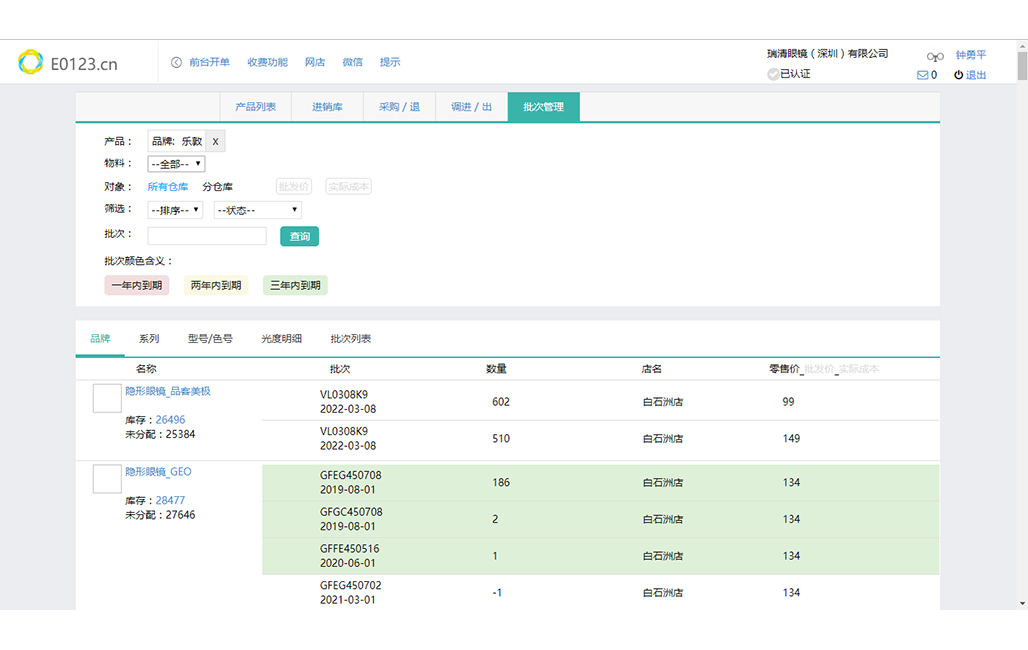 E0123.cn
前台开单 收费功能 网店 微信 提示
瑞清眼镜（深圳）有限公司
已认证
钟勇平
0 退出
产品列表 进销库 采购 / 退 调进 / 出 批次管理
产品： 品牌: 乐敦 X
物料： --全部--
对象： 所有仓库 分仓库 批发价 实际成本
筛选： --排序-- --状态--
批次： 查询
批次颜色含义：
一年内到期 两年内到期 三年内到期
品牌 系列 型号/色号 光度明细 批次列表
名称 批次 数量 店名 零售价_批发价_实际成本
隐形眼镜_品客美极
库存：26496
未分配：25384
VL0308K9
2022-03-08
602 白石洲店 99
VL0308K9
2022-03-08
510 白石洲店 149
隐形眼镜_GEO
库存：28477
未分配：27646
GFEG450708
2019-08-01
186 白石洲店 134
GFGC450708
2019-08-01
2 白石洲店 134
GFFE450516
2020-06-01
1 白石洲店 134
GFEG450702
2021-03-01
-1 白石洲店 134